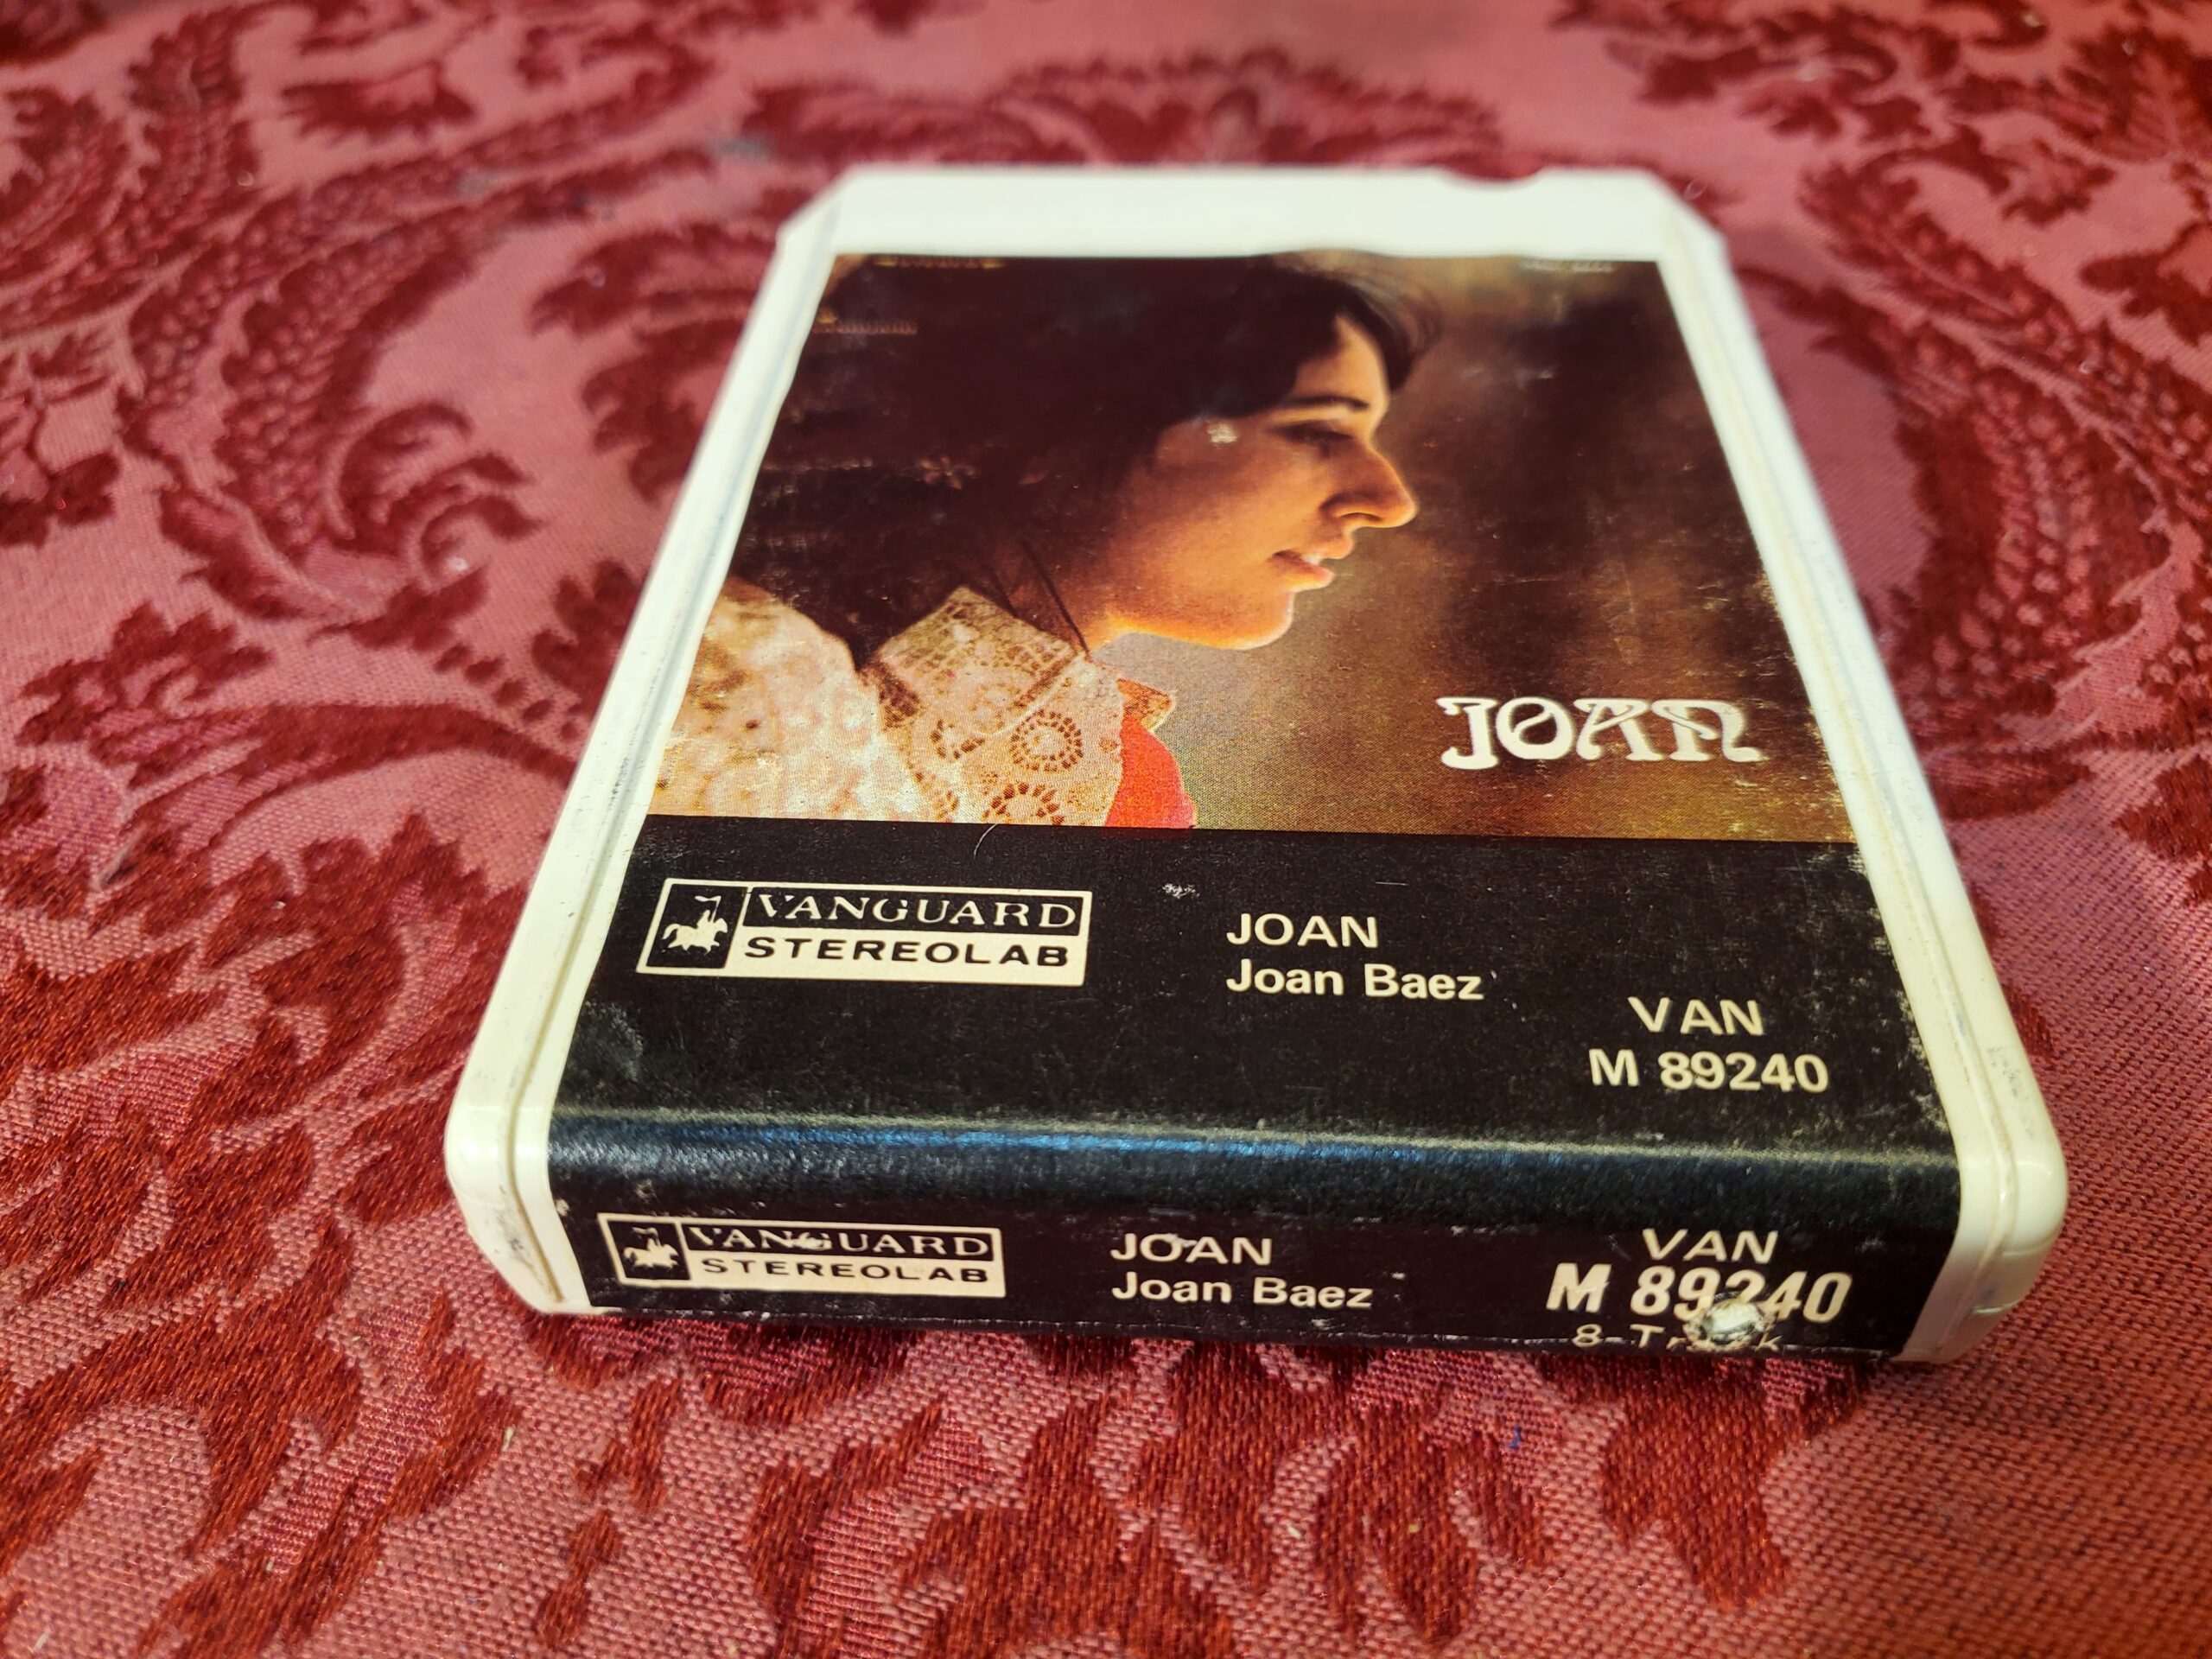 JOAN
VANGUARD
STEREOLAB
JOAN
Joan Baez
VAN
M 89240
VANGUARD
STEREOLAB
JOAN
Joan Baez
VAN
M 89240